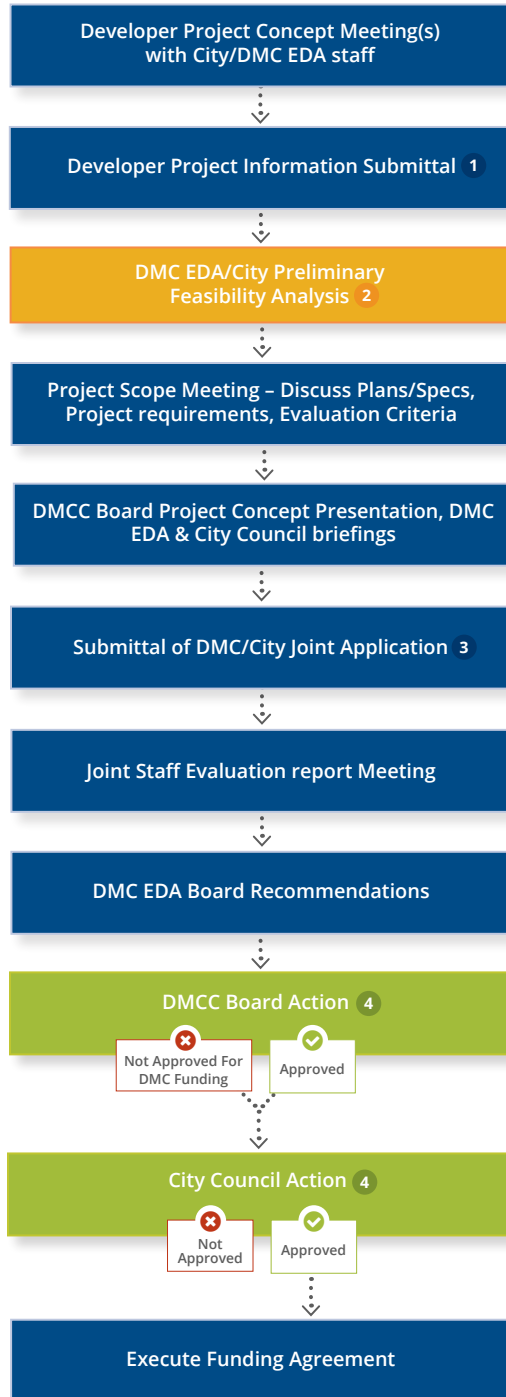 Developer Project Concept Meeting(s)
with City/DMC EDA staff
Developer Project Information Submittal 1
DMC EDA/City Preliminary
Feasibility Analysis 2
Project Scope Meeting – Discuss Plans/Specs,
Project requirements, Evaluation Criteria
DMCC Board Project Concept Presentation, DMC
EDA & City Council briefings
Submittal of DMC/City Joint Application 3
Joint Staff Evaluation report Meeting
DMC EDA Board Recommendations
DMCC Board Action 4
Not Approved For
DMC Funding
Approved
City Council Action 4
Not
Approved
Approved
Execute Funding Agreement